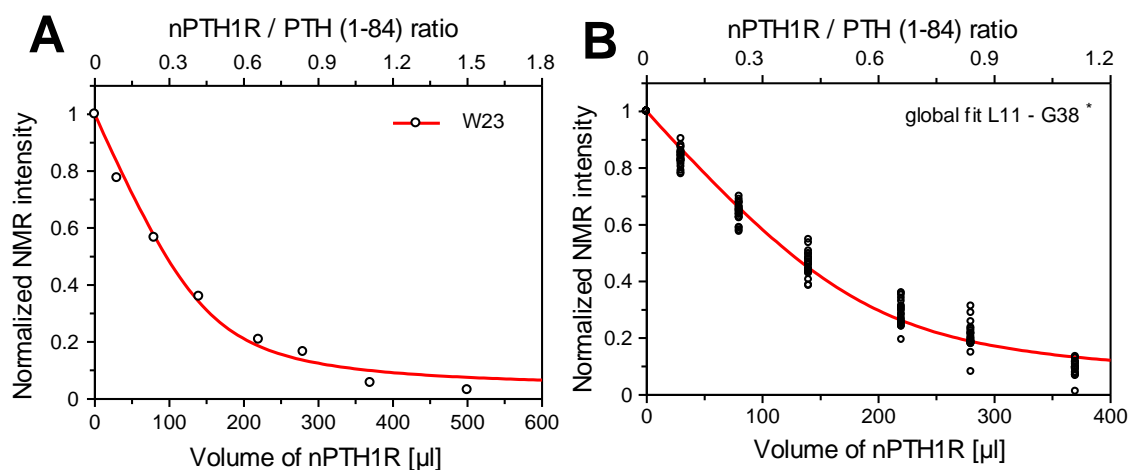 A
nPTH1R / PTH (1-84) ratio
0 0.3 0.6 0.9 1.2 1.5 1.8
W23
Normalized NMR intensity
1
0.8
0.6
0.4
0.2
0
0 100 200 300 400 500 600
Volume of nPTH1R [µl]
B
nPTH1R / PTH (1-84) ratio
0 0.3 0.6 0.9 1.2
global fit L11 - G38 *
Normalized NMR intensity
1
0.8
0.6
0.4
0.2
0
0 100 200 300 400
Volume of nPTH1R [µl]